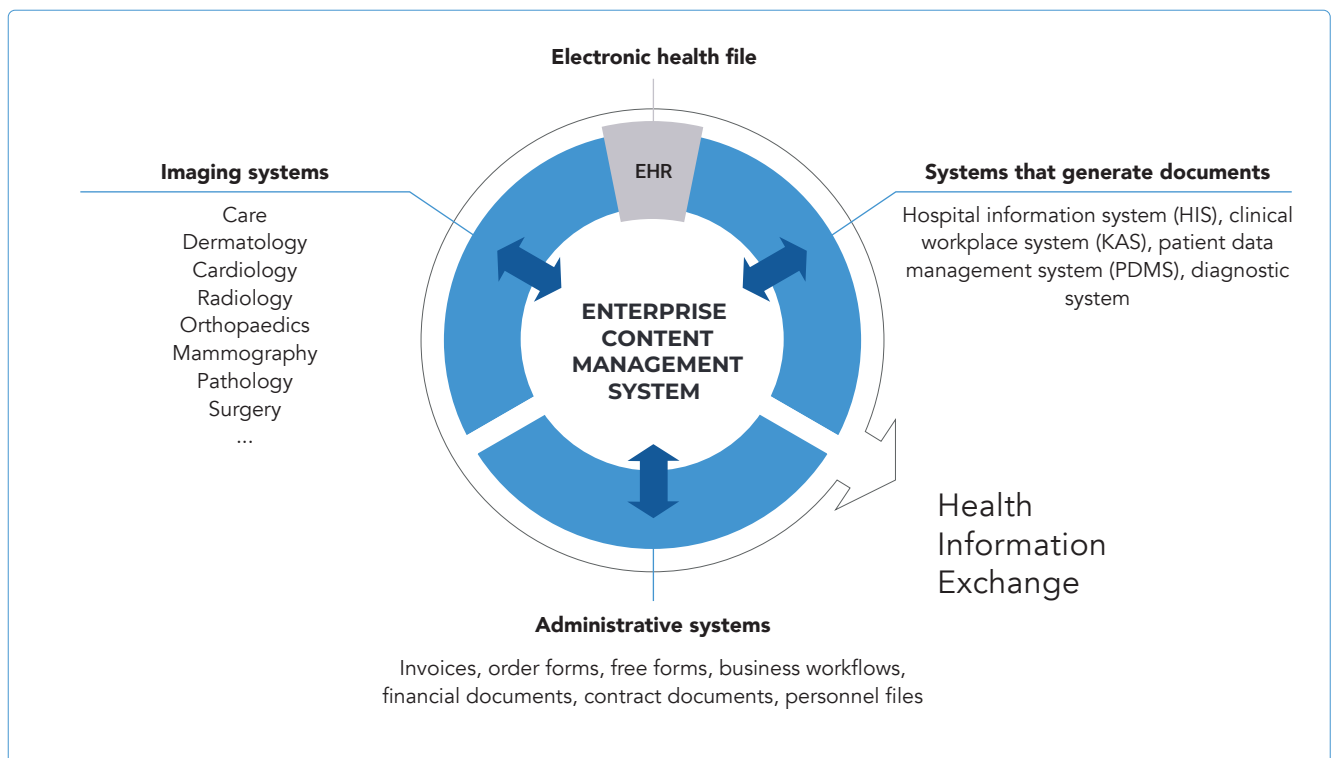 Electronic health file
EHR
Imaging systems
Care
Dermatology
Cardiology
Radiology
Orthopaedics
Mammography
Pathology
Surgery
...
Systems that generate documents
Hospital information system (HIS), clinical
workplace system (KAS), patient data
management system (PDMS), diagnostic
system
ENTERPRISE
CONTENT
MANAGEMENT
SYSTEM
Health
Information
Exchange
Administrative systems
Invoices, order forms, free forms, business workflows,
financial documents, contract documents, personnel files